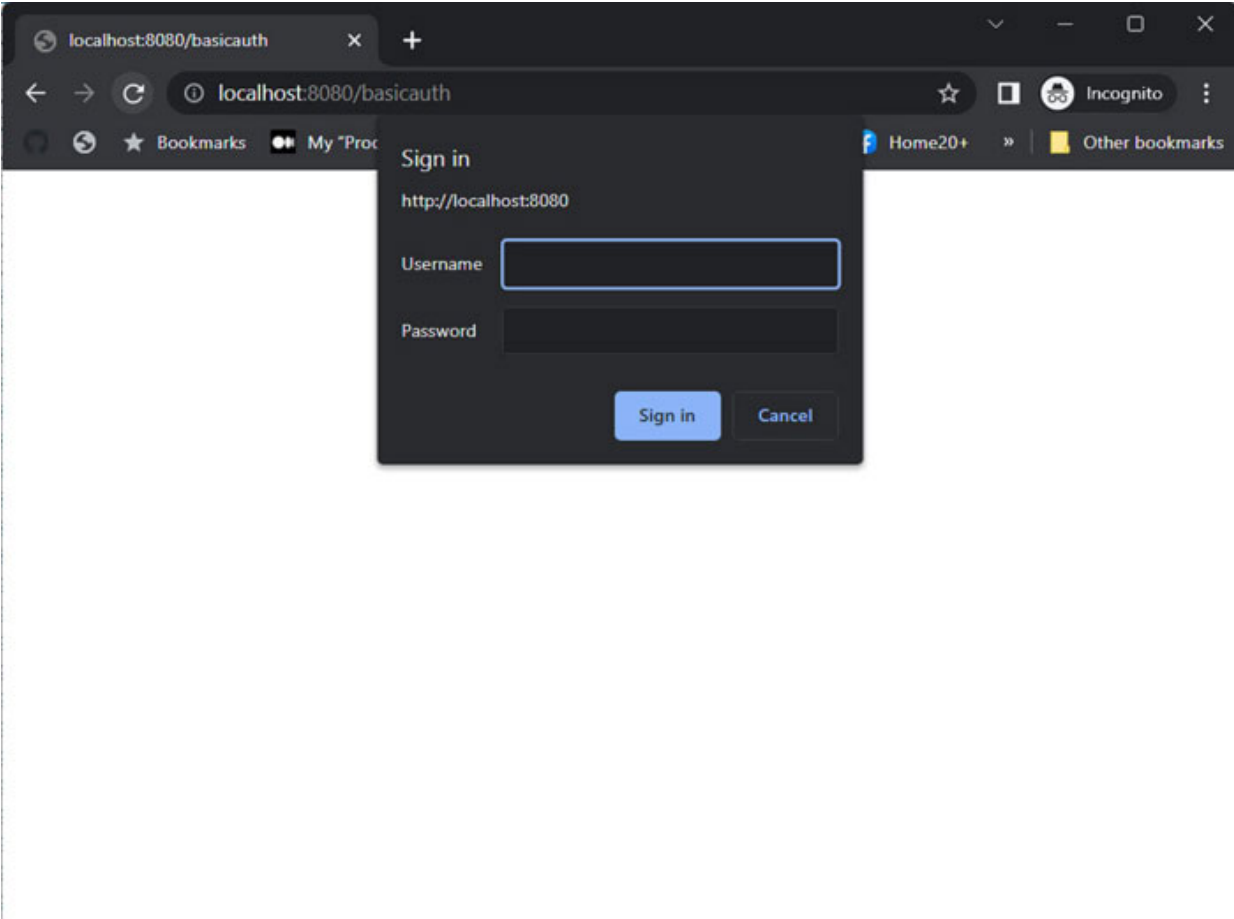 localhost:8080/basicauth
localhost:8080/basicauth Incognito
Bookmarks My "Proc Home20+ » Other bookmarks
Sign in
http://localhost:8080
Username
Password
Sign in Cancel